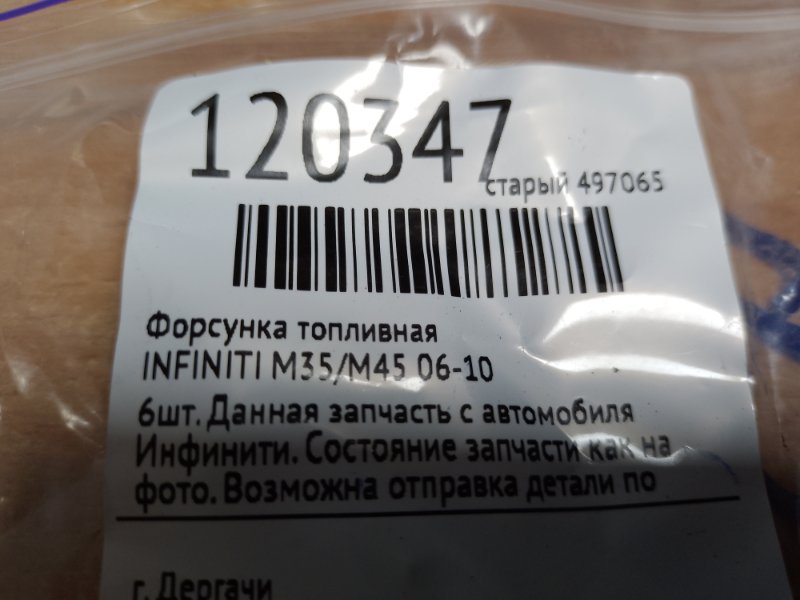 120347
старый 497065
Форсунка топливная
INFINITI M35/M45 06-10
6шт. Данная запчасть с автомобиля
Инфинити. Состояние запчасти как на
фото. Возможна отправка детали по
г. Дергачи